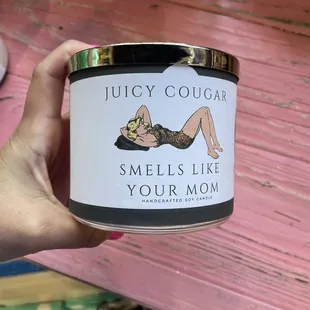 JUICY COUGAR
SMELLS LIKE
YOUR MOM
HANDCRAFTED SOY CANDLE